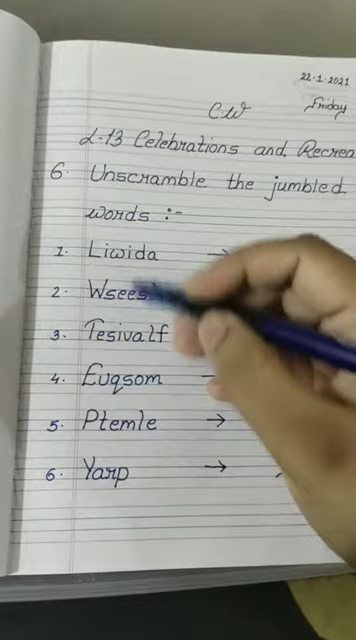 22·1·2021
CW Friday
L-13 Celebrations and Recrea
6. Unscramble the jumbled
words :-
1. Liwida →
2.
3. Tesivalf
4. Euqsom →
5. Ptemle →
6. Yarp →